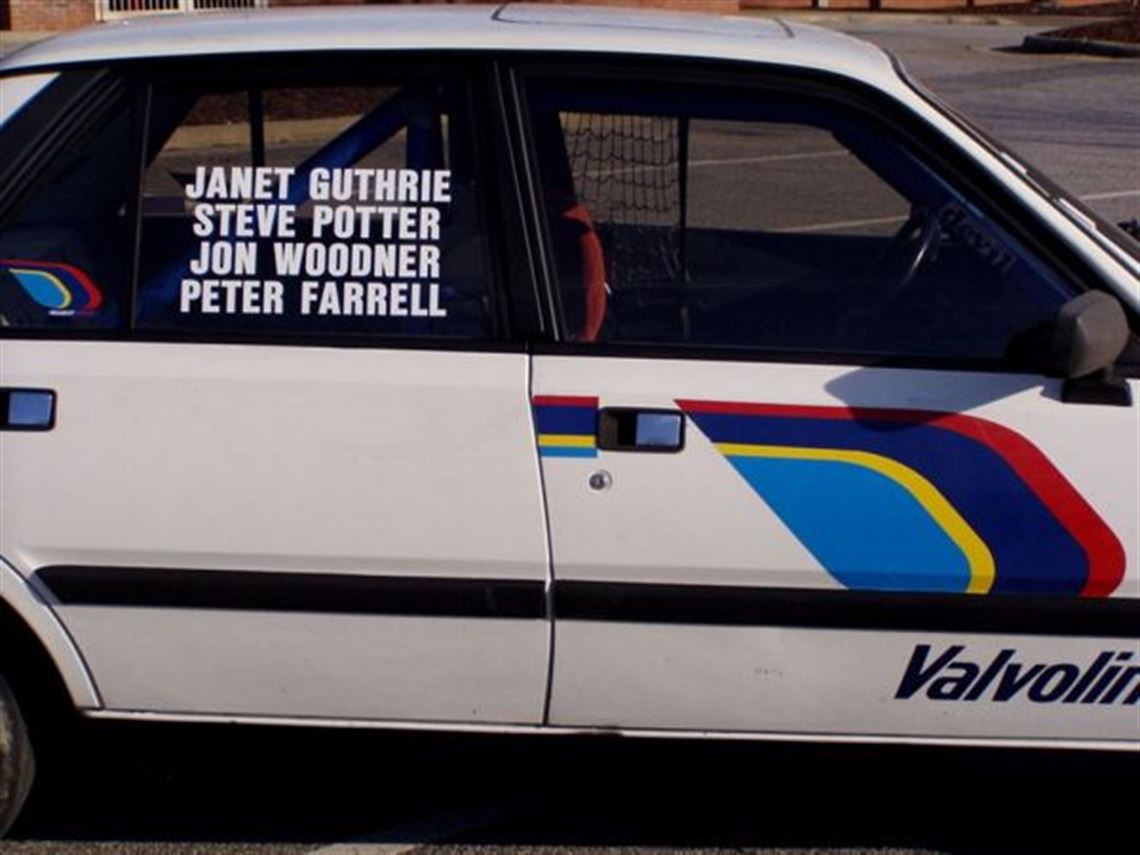 JANET GUTHRIE
STEVE POTTER
JON WOODNER
PETER FARRELL
Valvolin